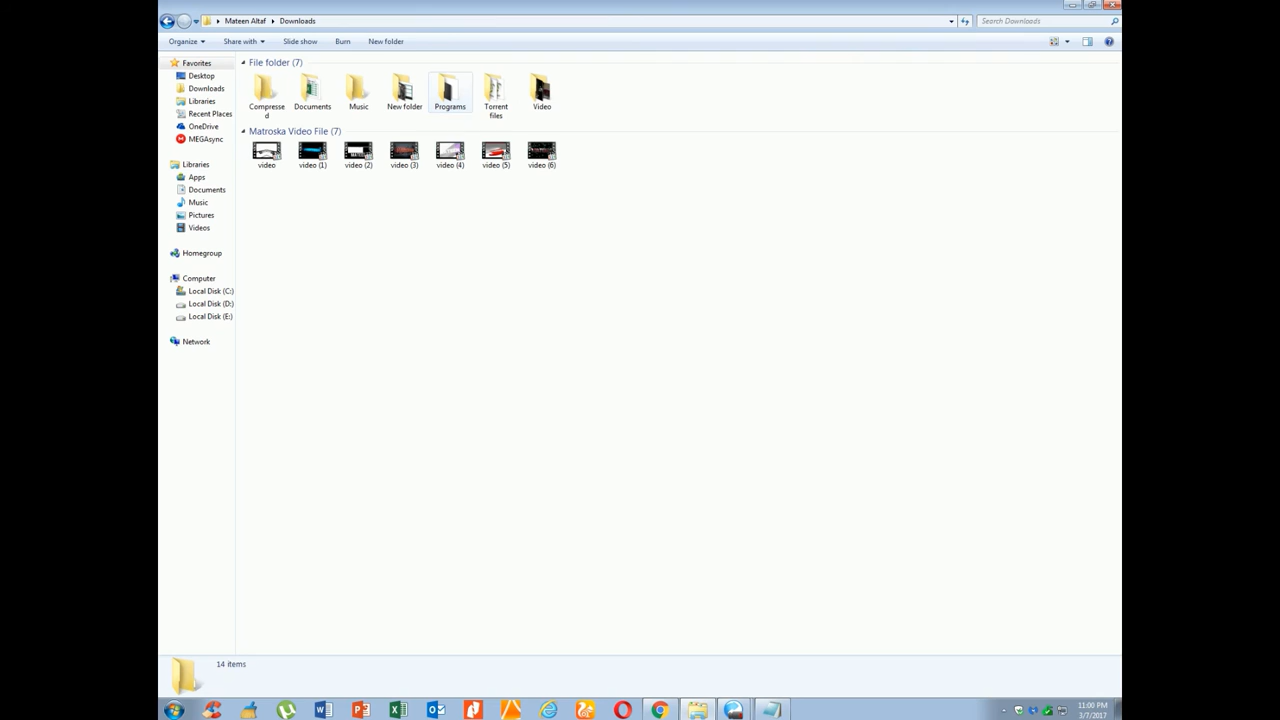 Mateen Altaf Downloads Search Downloads
Organize Share with Slide show Burn New folder
Favorites
Desktop
Downloads
Libraries
Recent Places
OneDrive
MEGAsync
Libraries
Apps
Documents
Music
Pictures
Videos
Homegroup
Computer
Local Disk (C:)
Local Disk (D:)
Local Disk (E:)
Network
File folder (7)
Compresse
d
Documents
Music
New folder
Programs
Torrent
files
Video
Matroska Video File (7)
video video (1) video (2) video (3) video (4) video (5) video (6)
14 items
11:00 PM
3/7/2017